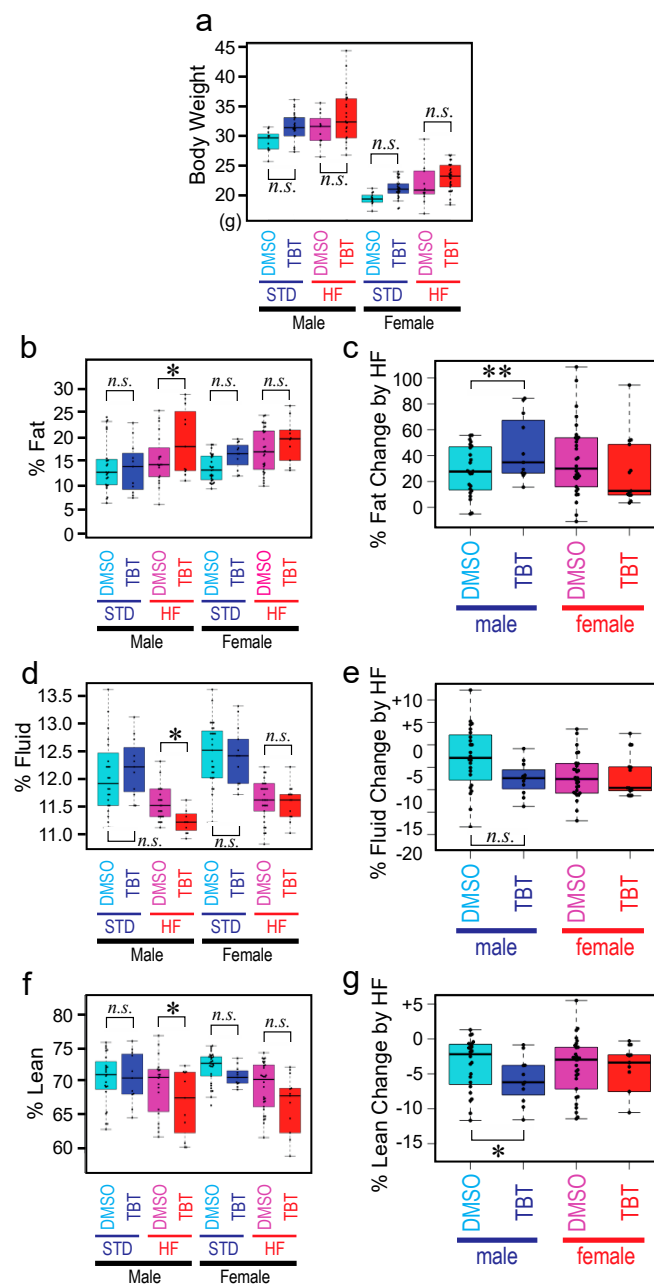 a
Body Weight
(g)
45
40
35
30
25
20
n.s.
n.s.
n.s.
n.s.
DMSO TBT DMSO TBT DMSO TBT DMSO TBT
STD HF STD HF
Male Female
b
% Fat
30
25
20
15
10
5
0
n.s. * n.s. n.s.
DMSO TBT DMSO TBT DMSO TBT DMSO TBT
STD HF STD HF
Male Female
c
% Fat Change by HF
100
80
60
40
20
0
**
DMSO TBT DMSO TBT
male female
d
% Fluid
13.5
13.0
12.5
12.0
11.5
11.0
* n.s.
n.s. n.s.
DMSO TBT DMSO TBT DMSO TBT DMSO TBT
STD HF STD HF
Male Female
e
% Fluid Change by HF
+10
+5
0
-5
-10
-15
-20
n.s.
DMSO TBT DMSO TBT
male female
f
% Lean
80
75
70
65
60
n.s. * n.s. n.s.
DMSO TBT DMSO TBT DMSO TBT DMSO TBT
STD HF STD HF
Male Female
g
% Lean Change by HF
+5
0
-5
-10
-15
*
DMSO TBT DMSO TBT
male female